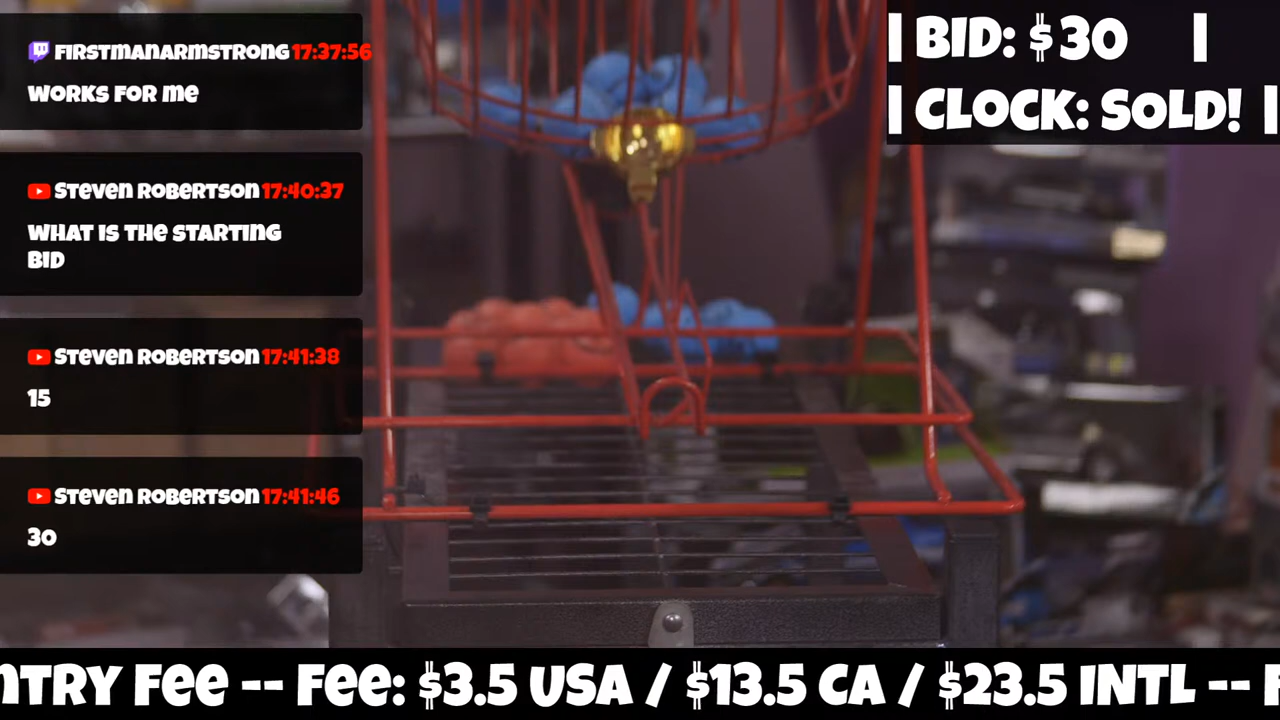 FIRSTMANARMSTRONG 17:37:56
WORKS FOR ME
STEVEN ROBERTSON 17:40:37
WHAT IS THE STARTING
BID
STEVEN ROBERTSON 17:41:38
15
STEVEN ROBERTSON 17:41:46
30
| BID: $30 |
| CLOCK: SOLD! |
NTRY FEE -- FEE: $3.5 USA / $13.5 CA / $23.5 INTL -- F